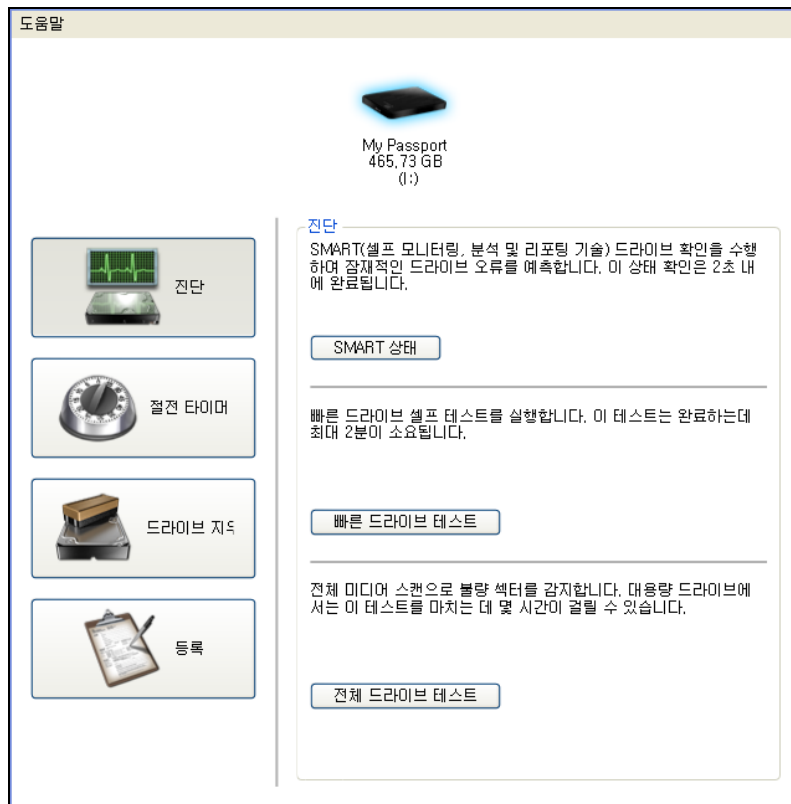 도움말
My Passport
465,73 GB
(I:)
진단
절전 타이머
드라이브
등록
진단
SMART(셀프 모니터링, 분석 및 리포팅 기술) 드라이브 확인을 수행
하며 잠재적인 드라이브 오류를 예측합니다. 이 상태 확인은 2초 내
에 완료됩니다.
SMART 상태
빠른 드라이브 셀프 테스트를 실행합니다. 이 테스트는 완료하는데
최대 2분이 소요됩니다.
빠른 드라이브 테스트
전체 미디어 스캔으로 불량 섹터를 감지합니다. 대용량 드라이브에
서는 이 테스트를 마치는 데 몇 시간이 걸릴 수 있습니다.
전체 드라이브 테스트